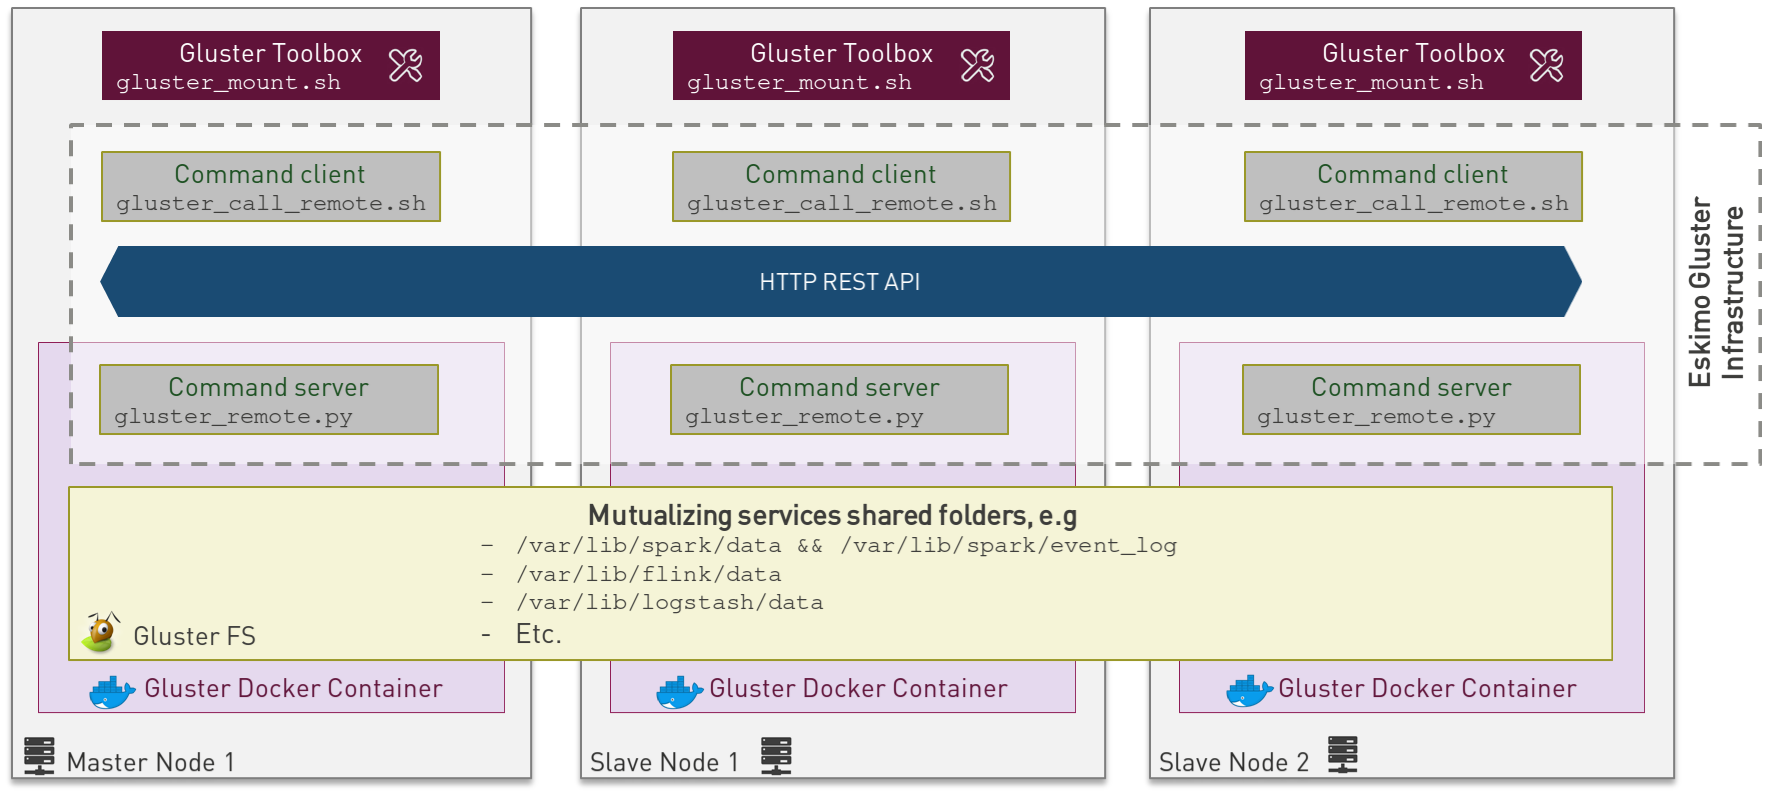 Gluster Toolbox
gluster_mount.sh
Gluster Toolbox
gluster_mount.sh
Gluster Toolbox
gluster_mount.sh
Command client
gluster_call_remote.sh
Command client
gluster_call_remote.sh
Command client
gluster_call_remote.sh
HTTP REST API
Eskimo Gluster
Infrastructure
Command server
gluster_remote.py
Command server
gluster_remote.py
Command server
gluster_remote.py
Mutualizing services shared folders, e.g
– /var/lib/spark/data && /var/lib/spark/event_log
– /var/lib/flink/data
– /var/lib/logstash/data
- Etc.
Gluster FS
Gluster Docker Container
Gluster Docker Container
Gluster Docker Container
Master Node 1
Slave Node 1
Slave Node 2